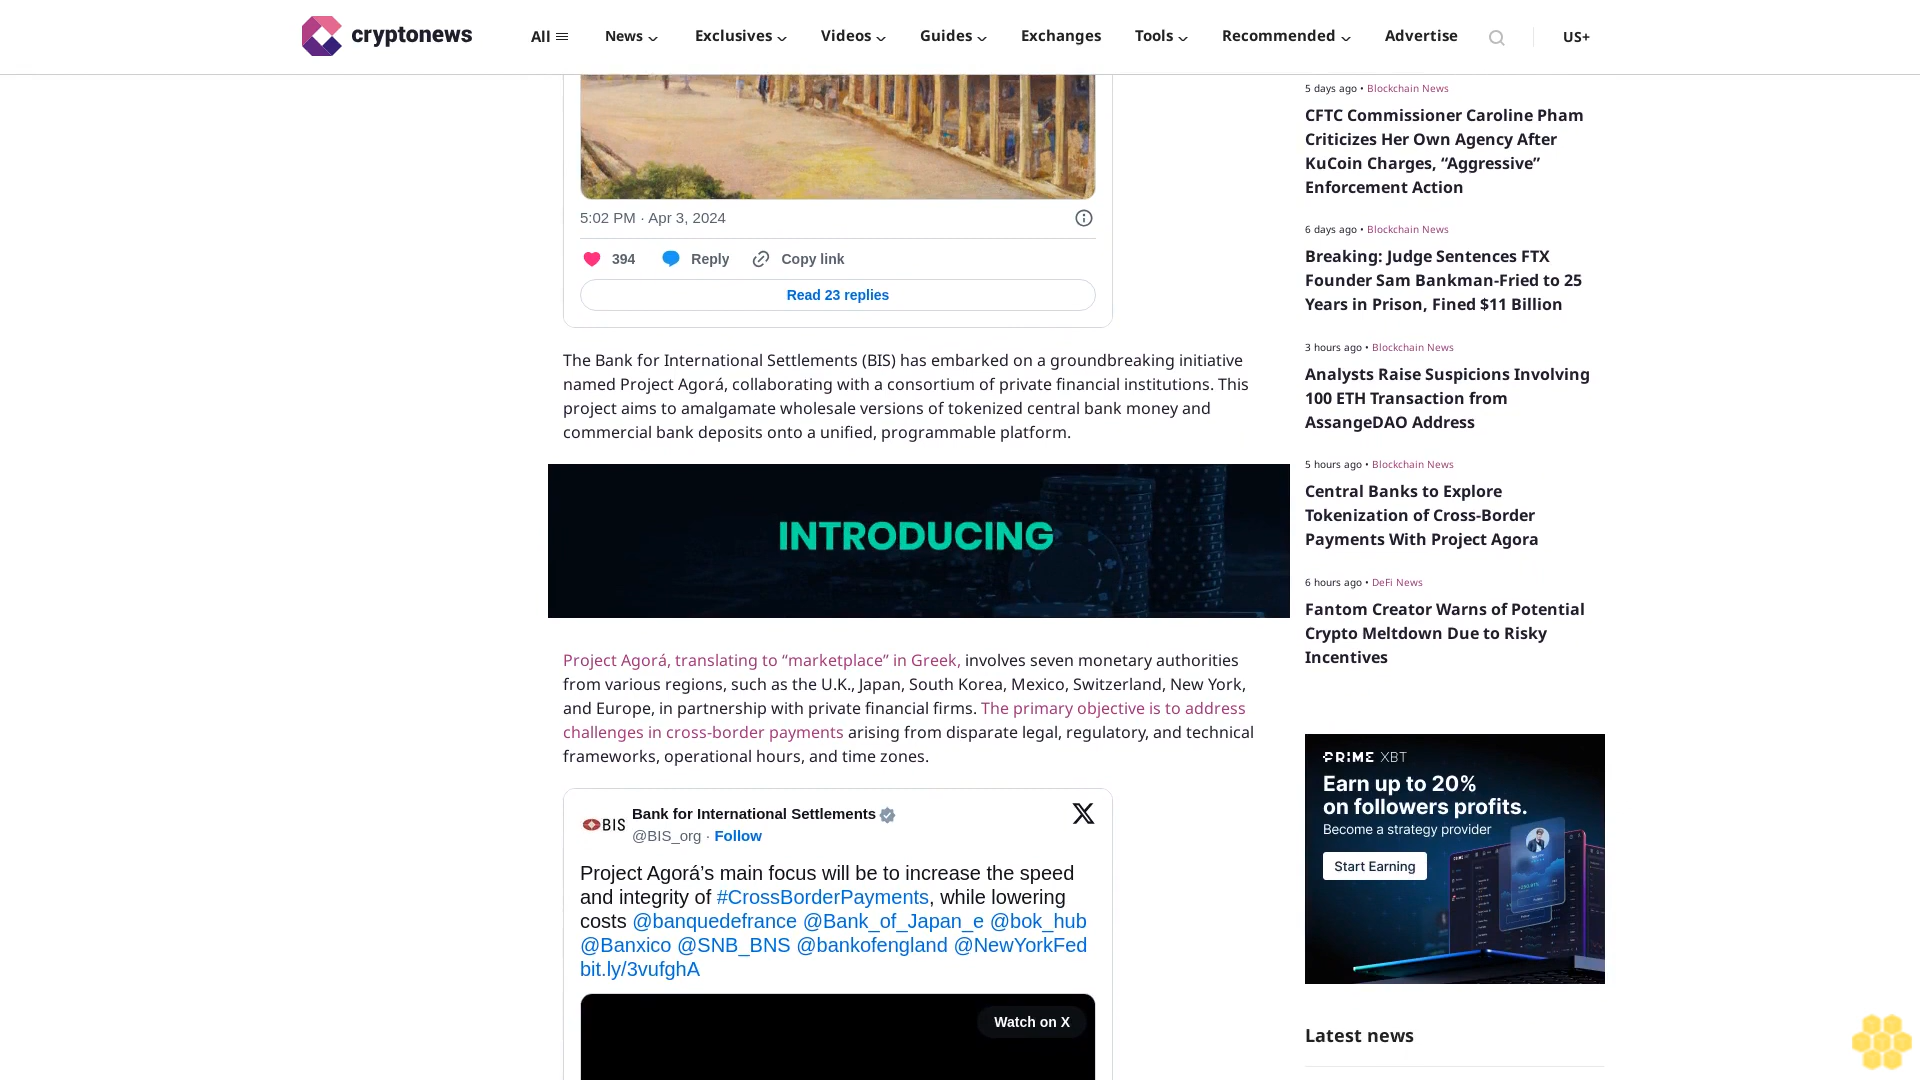 cryptonews
All
News
Exclusives
Videos
Guides
Exchanges
Tools
Recommended
Advertise
US+
5:02 PM · Apr 3, 2024
394
Reply
Copy link
Read 23 replies
The Bank for International Settlements (BIS) has embarked on a groundbreaking initiative
named Project Agorá, collaborating with a consortium of private financial institutions. This
project aims to amalgamate wholesale versions of tokenized central bank money and
commercial bank deposits onto a unified, programmable platform.
INTRODUCING
Project Agorá, translating to “marketplace” in Greek, involves seven monetary authorities
from various regions, such as the U.K., Japan, South Korea, Mexico, Switzerland, New York,
and Europe, in partnership with private financial firms. The primary objective is to address
challenges in cross-border payments arising from disparate legal, regulatory, and technical
frameworks, operational hours, and time zones.
BIS
Bank for International Settlements
@BIS_org · Follow
Project Agorá’s main focus will be to increase the speed
and integrity of #CrossBorderPayments, while lowering
costs @banquedefrance @Bank_of_Japan_e @bok_hub
@Banxico @SNB_BNS @bankofengland @NewYorkFed
bit.ly/3vufghA
Watch on X
5 days ago • Blockchain News
CFTC Commissioner Caroline Pham
Criticizes Her Own Agency After
KuCoin Charges, “Aggressive”
Enforcement Action
6 days ago • Blockchain News
Breaking: Judge Sentences FTX
Founder Sam Bankman-Fried to 25
Years in Prison, Fined $11 Billion
3 hours ago • Blockchain News
Analysts Raise Suspicions Involving
100 ETH Transaction from
AssangeDAO Address
5 hours ago • Blockchain News
Central Banks to Explore
Tokenization of Cross-Border
Payments With Project Agora
6 hours ago • DeFi News
Fantom Creator Warns of Potential
Crypto Meltdown Due to Risky
Incentives
PRIME XBT
Earn up to 20%
on followers profits.
Become a strategy provider
Start Earning
Latest news